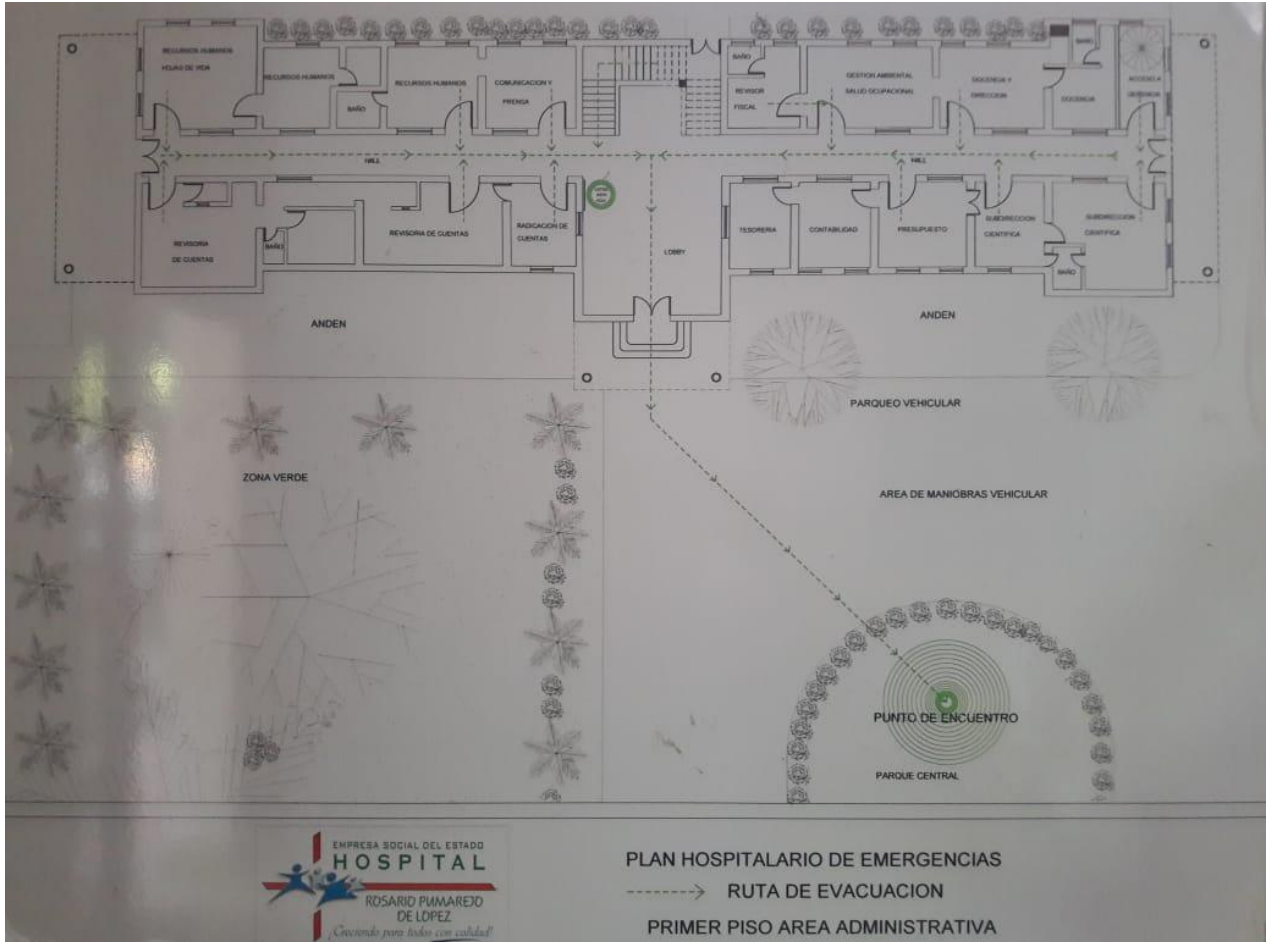 RECURSOS HUMANOS
HOJAS DE VIDA
RECURSOS HUMANOS
BAÑO
RECURSOS HUMANOS
COMUNICACION Y
PRENSA
BAÑO
REVISOR
FISCAL
GESTION AMBIENTAL
SALUD OCUPACIONAL
DOCENCIA Y
DIRECCION
DOCENCIA
BAÑO
ACCESO A
GERENCIA
HALL
HALL
REVISORIA
DE CUENTAS
BAÑO
REVISORIA DE CUENTAS
RADICACION DE
CUENTAS
LOBBY
TESORERIA
CONTABILIDAD
PRESUPUESTO
SUBDIRECCION
CIENTIFICA
SUBDIRECCION
CIENTIFICA
BAÑO
ANDEN
ANDEN
PARQUEO VEHICULAR
ZONA VERDE
AREA DE MANIOBRAS VEHICULAR
PUNTO DE ENCUENTRO
PARQUE CENTRAL
EMPRESA SOCIAL DEL ESTADO
HOSPITAL
ROSARIO PUMAREJO
DE LOPEZ
¡Creciendo para todos con calidad!
PLAN HOSPITALARIO DE EMERGENCIAS
RUTA DE EVACUACION
PRIMER PISO AREA ADMINISTRATIVA